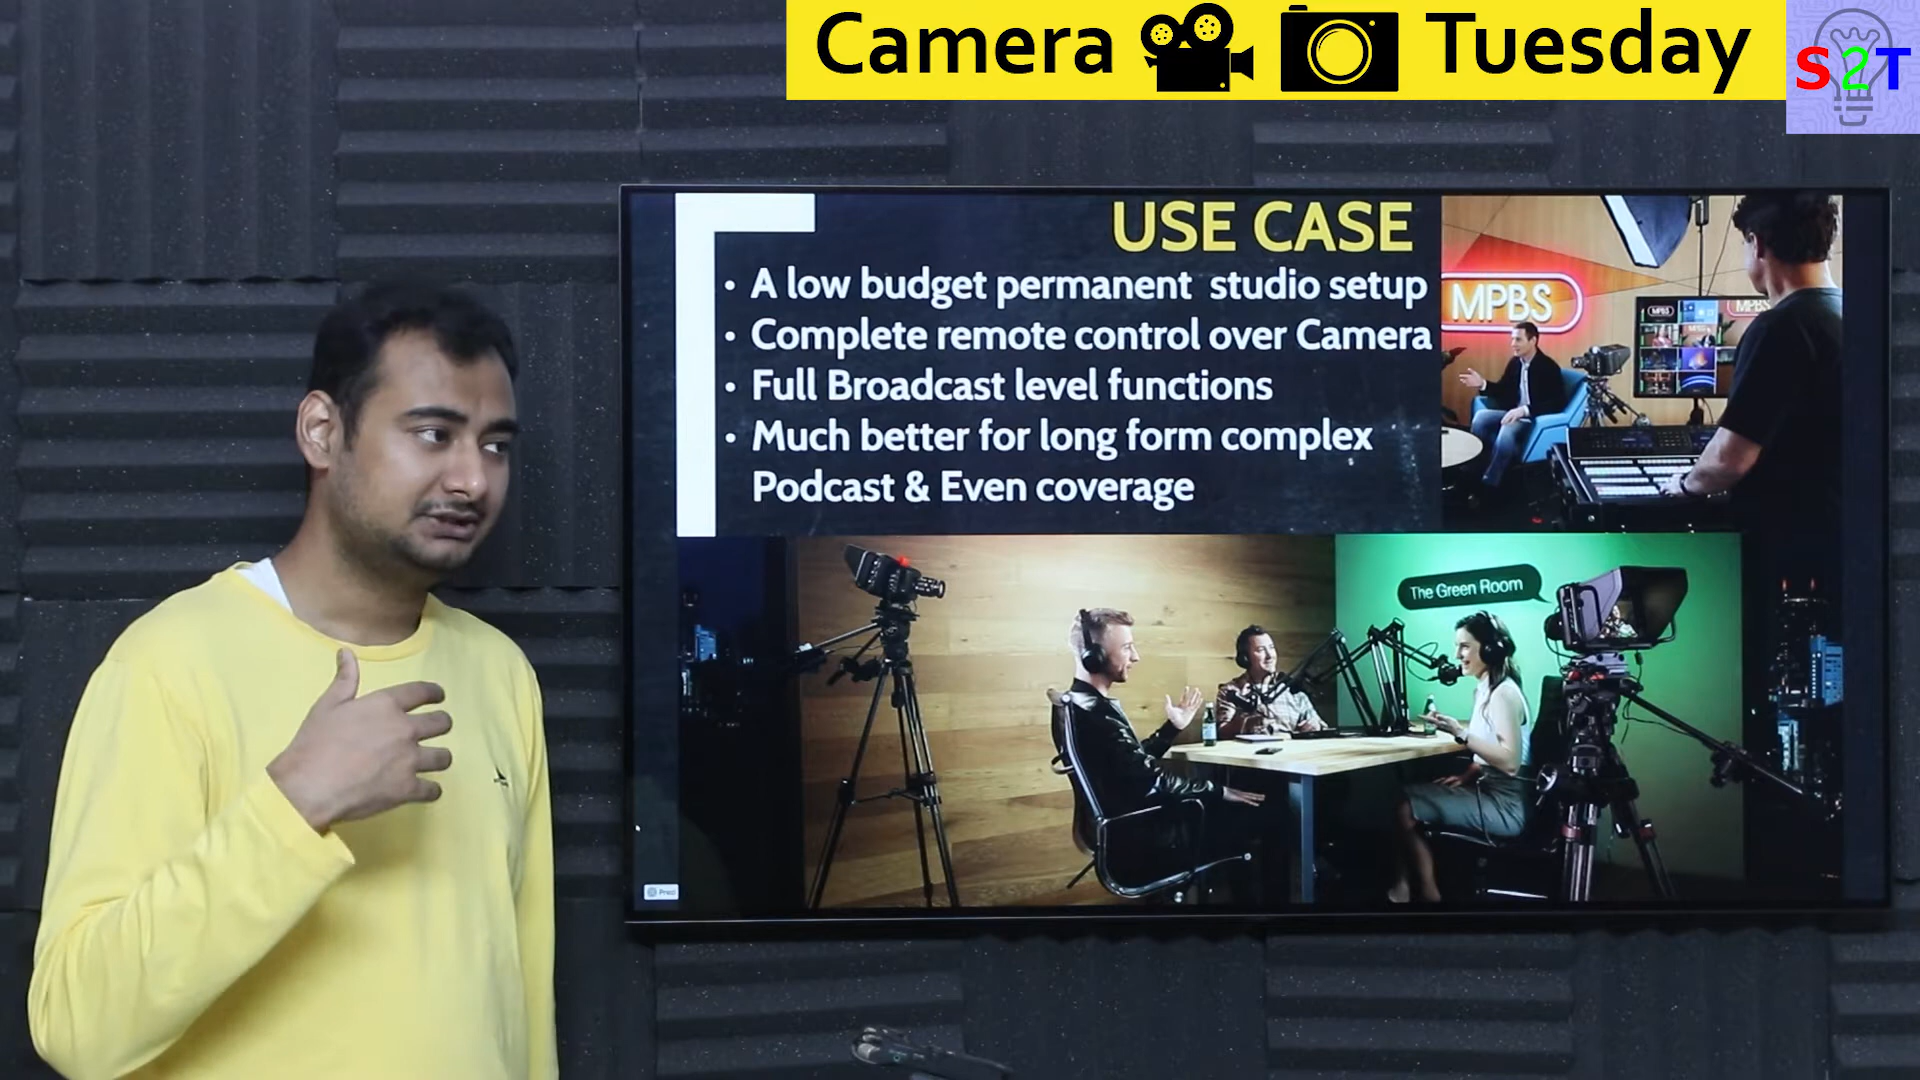 Camera Tuesday
S2T
USE CASE
• A low budget permanent studio setup
• Complete remote control over Camera
• Full Broadcast level functions
• Much better for long form complex
Podcast & Even coverage
MPBS
The Green Room
Prezi